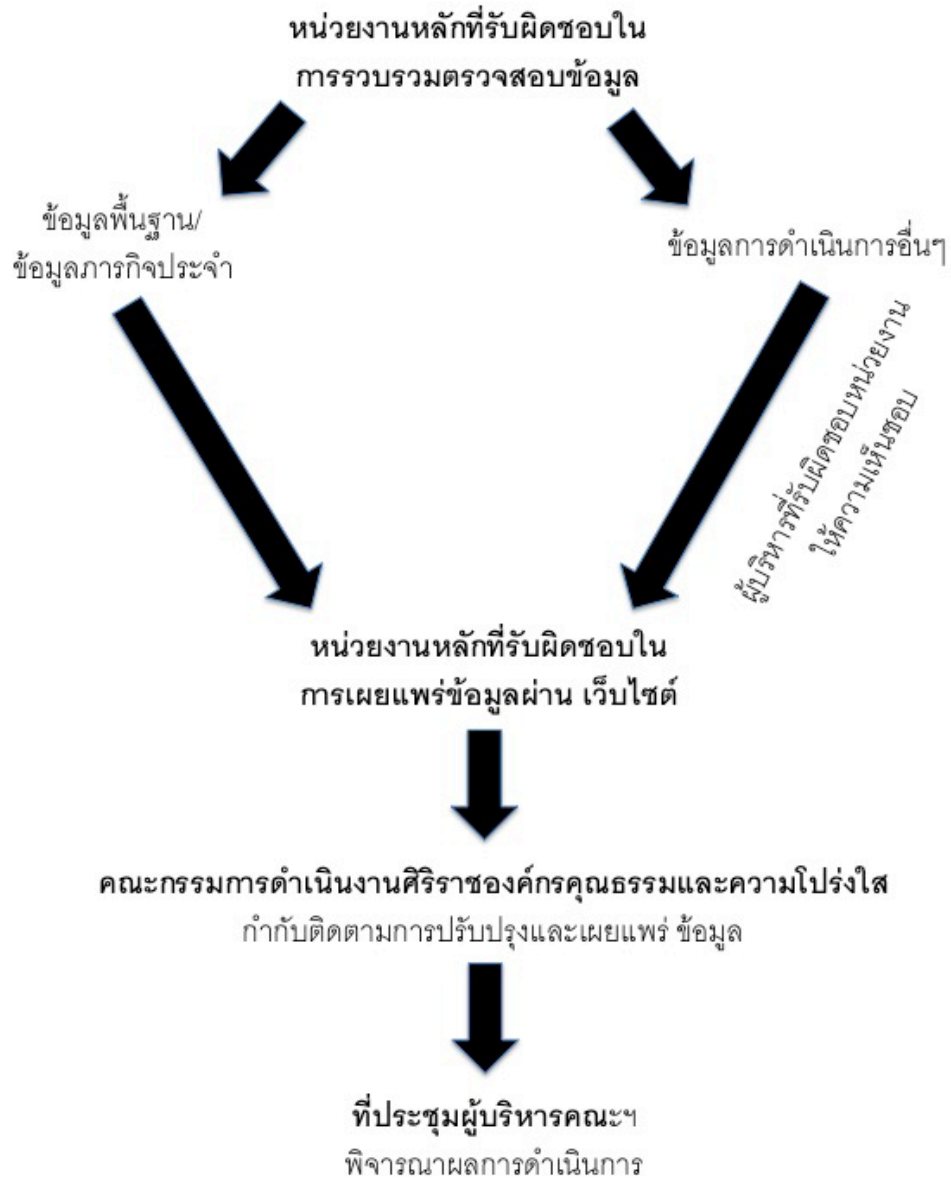 หน่วยงานหลักที่รับผิดชอบใน
การรวบรวมตรวจสอบข้อมูล
ข้อมูลพื้นฐาน/
ข้อมูลภารกิจประจำ
ข้อมูลการดำเนินการอื่นๆ
ผู้บริหารที่รับผิดชอบหน่วยงาน
ให้ความเห็นชอบ
หน่วยงานหลักที่รับผิดชอบใน
การเผยแพร่ข้อมูลผ่าน เว็บไซต์
คณะกรรมการดำเนินงานศิริราชองค์กรคุณธรรมและความโปร่งใส
กำกับติดตามการปรับปรุงและเผยแพร่ ข้อมูล
ที่ประชุมผู้บริหารคณะฯ
พิจารณาผลการดำเนินการ